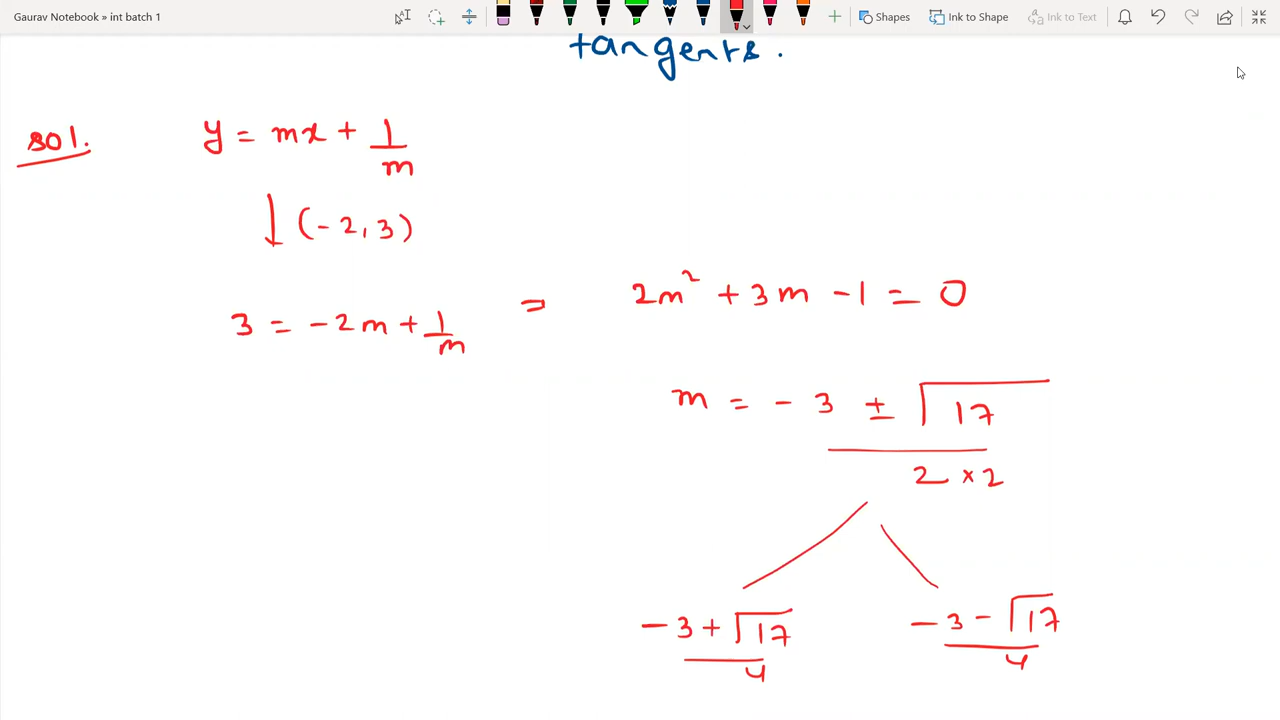 Gaurav Notebook » int batch 1
Shapes
Ink to Shape
Ink to Text
tangents.
sol.
y = mx + 1/m
↓ (-2, 3)
3 = -2m + 1/m = 2m² + 3m - 1 = 0
m = -3 ± √17 / 2 × 2
-3 + √17 / 4
-3 - √17 / 4